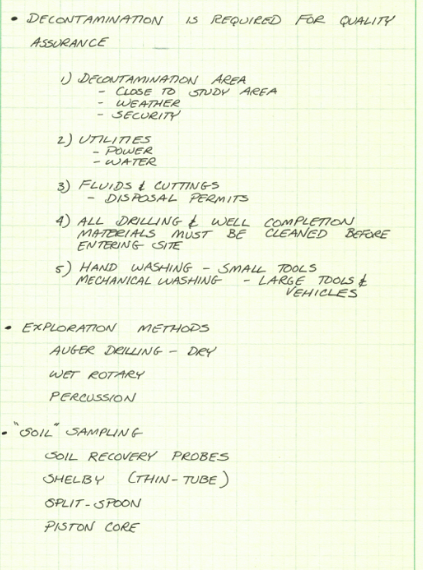 • DECONTAMINATION IS REQUIRED FOR QUALITY
ASSURANCE
1) DECONTAMINATION AREA
- CLOSE TO STUDY AREA
- WEATHER
- SECURITY
2) UTILITIES
- POWER
- WATER
3) FLUIDS & CUTTINGS
- DISPOSAL PERMITS
4) ALL DRILLING & WELL COMPLETION
MATERIALS MUST BE CLEANED BEFORE
ENTERING SITE
5) HAND WASHING - SMALL TOOLS
MECHANICAL WASHING - LARGE TOOLS &
VEHICLES
• EXPLORATION METHODS
AUGER DRILLING - DRY
WET ROTARY
PERCUSSION
• "SOIL" SAMPLING
SOIL RECOVERY PROBES
SHELBY (THIN-TUBE)
SPLIT-SPOON
PISTON CORE